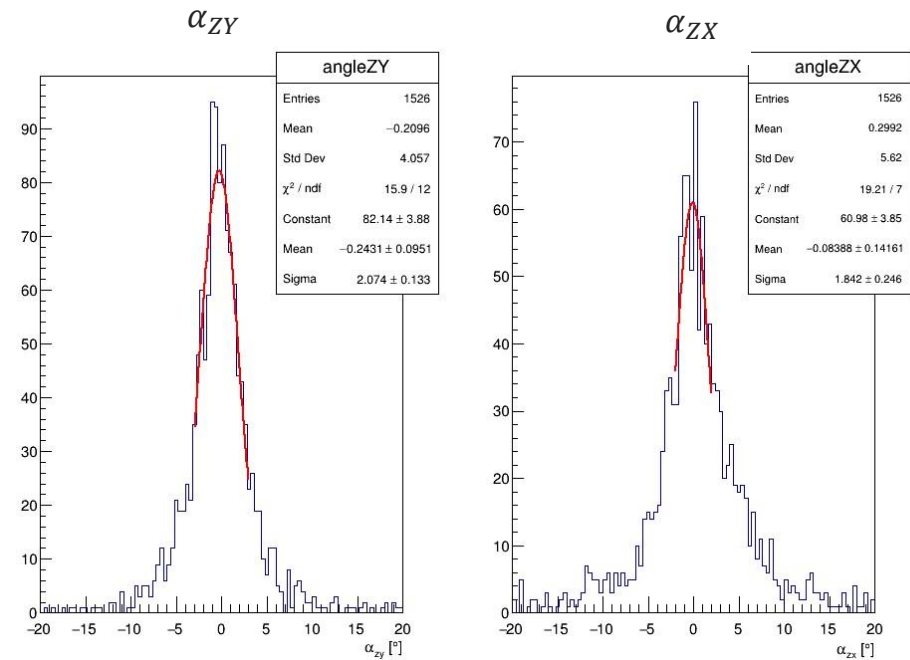 α_ZY
angleZY
Entries 1526
Mean −0.2096
Std Dev 4.057
χ² / ndf 15.9 / 12
Constant 82.14 ± 3.88
Mean −0.2431 ± 0.0951
Sigma 2.074 ± 0.133
90
80
70
60
50
40
30
20
10
0
−20 −15 −10 −5 0 5 10 15 20
α_zy [°]
α_ZX
angleZX
Entries 1526
Mean 0.2992
Std Dev 5.62
χ² / ndf 19.21 / 7
Constant 60.98 ± 3.85
Mean −0.08388 ± 0.14161
Sigma 1.842 ± 0.246
70
60
50
40
30
20
10
0
−20 −15 −10 −5 0 5 10 15 20
α_zx [°]